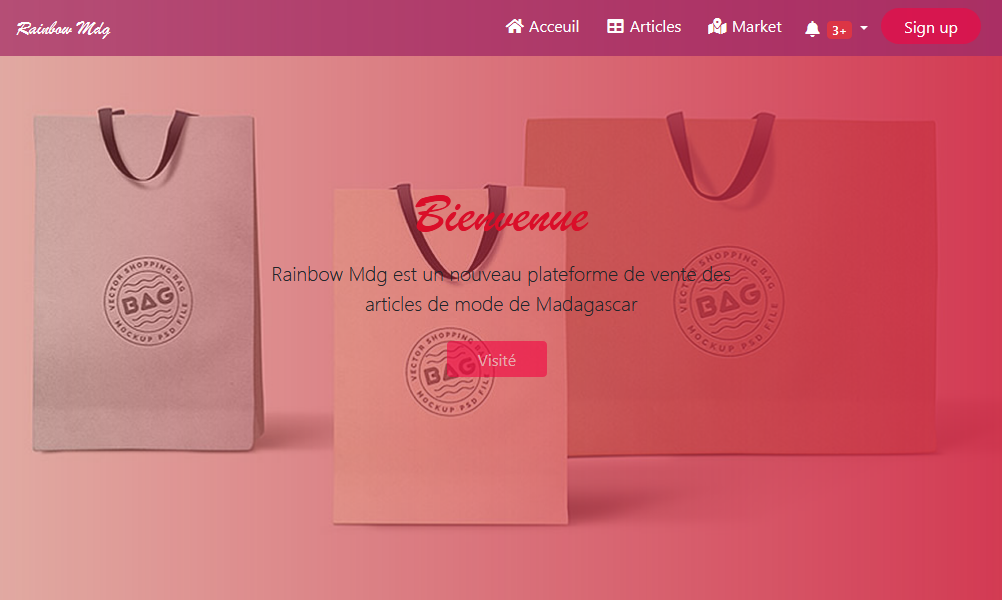 Rainbow Mdg
Acceuil
Articles
Market
3+
Sign up
Bienvenue
Rainbow Mdg est un nouveau plateforme de vente des
articles de mode de Madagascar
Visité
VECTOR SHOPPING BAG
BAG
MOCKUP PSD FILE
VECTOR SHOPPING BAG
BAG
MOCKUP PSD FILE
VECTOR SHOPPING BAG
BAG
MOCKUP PSD FILE